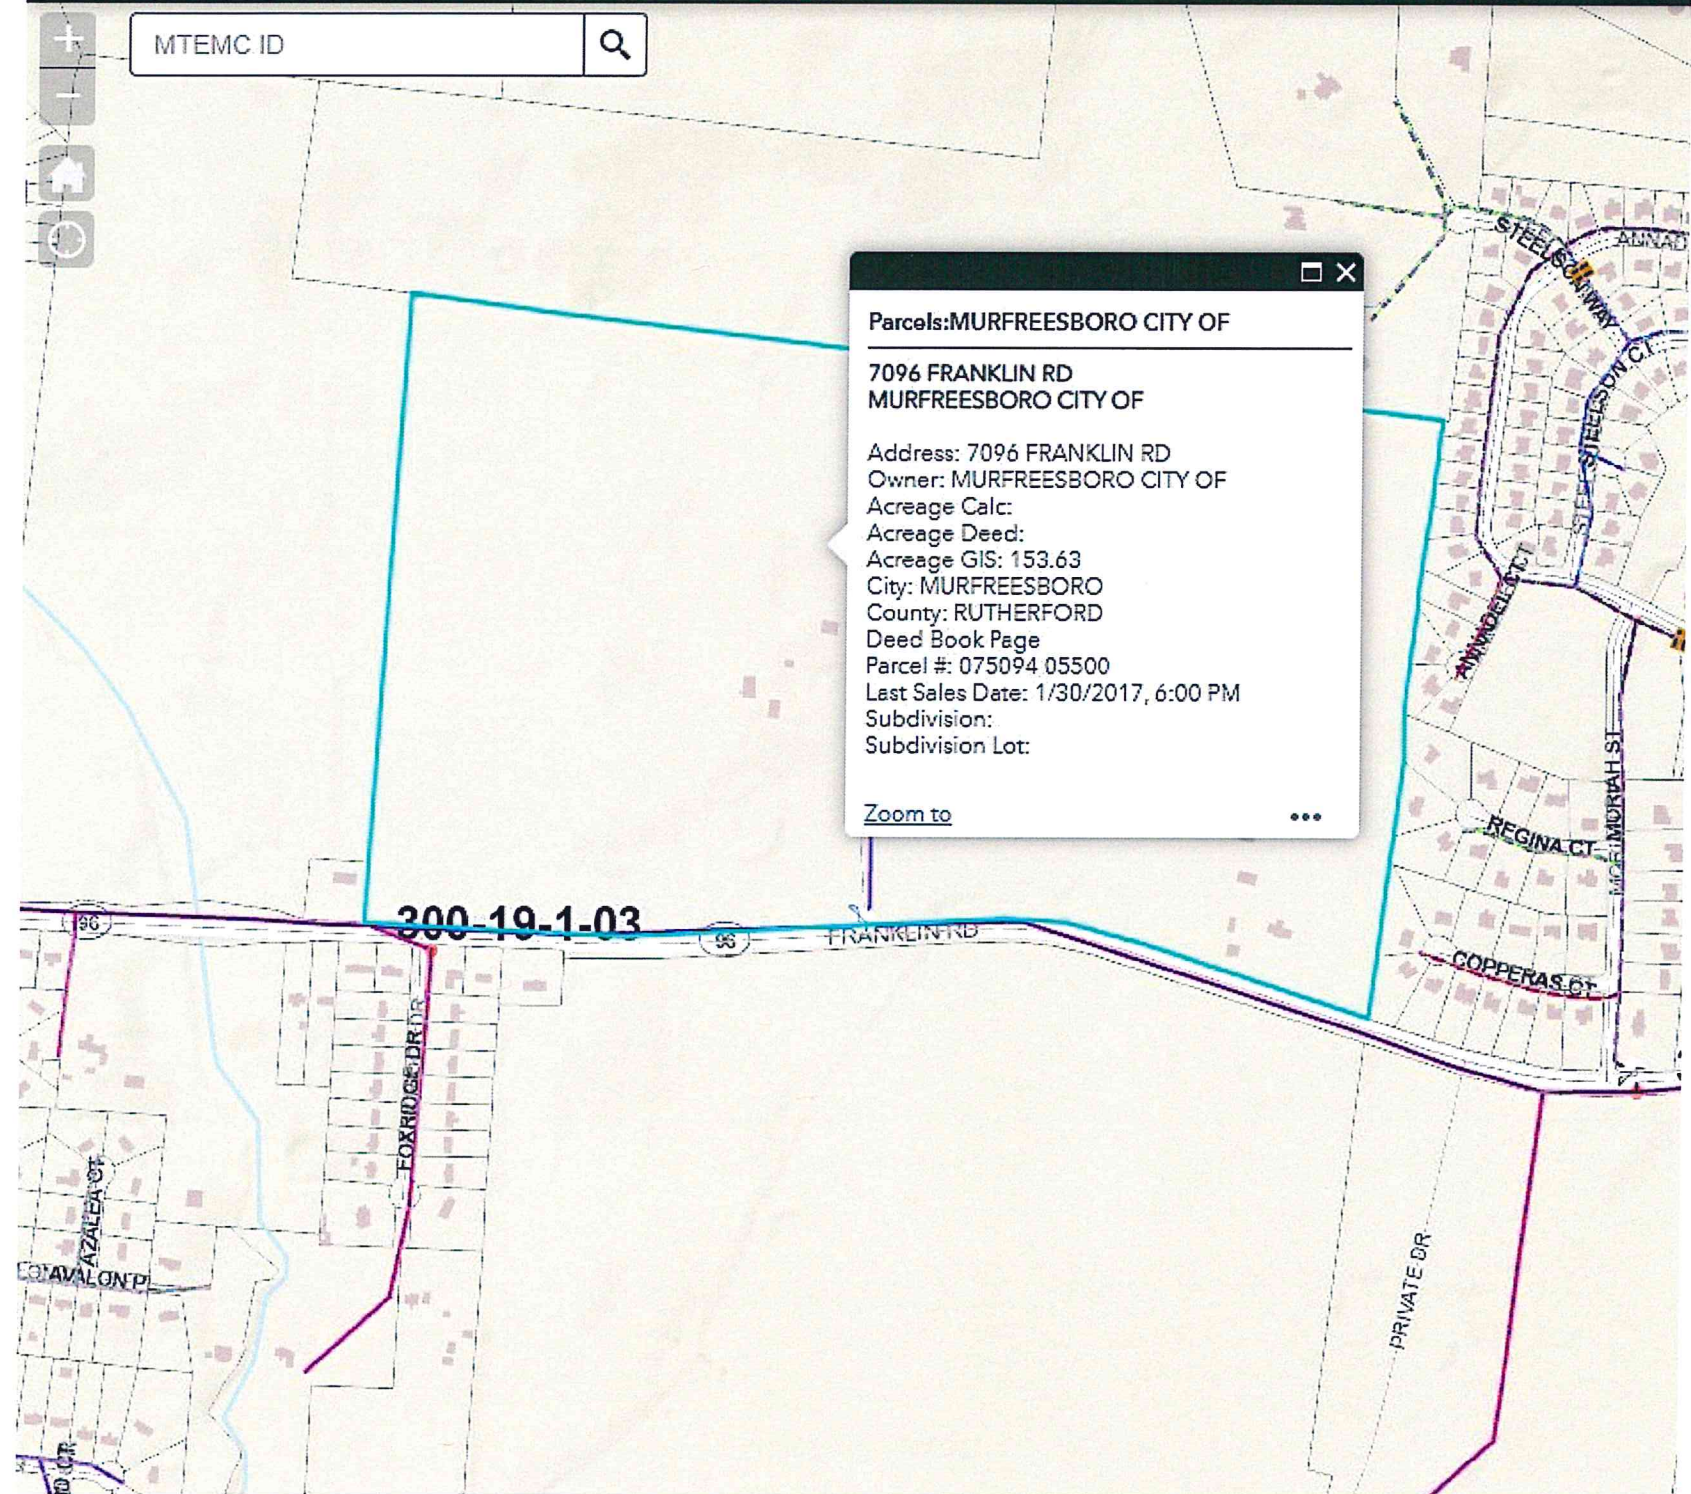 MTEMC ID
STEELSON WAY
ANNAD
Parcels:MURFREESBORO CITY OF
7096 FRANKLIN RD
MURFREESBORO CITY OF
Address: 7096 FRANKLIN RD
Owner: MURFREESBORO CITY OF
Acreage Calc:
Acreage Deed:
Acreage GIS: 153.63
City: MURFREESBORO
County: RUTHERFORD
Deed Book Page
Parcel #: 075094 05500
Last Sales Date: 1/30/2017, 6:00 PM
Subdivision:
Subdivision Lot:
Zoom to
STEELSON CT
ANNADEL CT
MORIAH ST
REGINA CT
COPPERAS CT
96
300-19-1-03
96
FRANKLIN RD
FOXRIDGE DR
AZALEA CT
AVALON P
PRIVATE DR